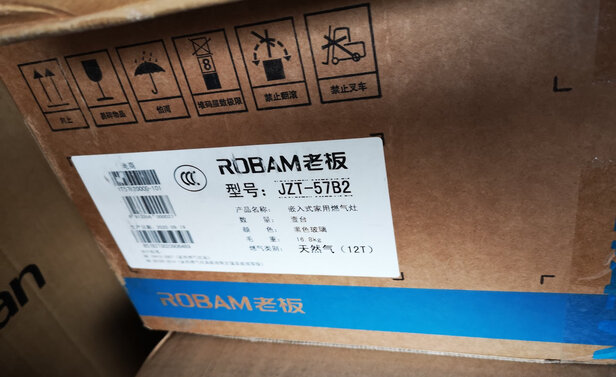 向上
易碎物品
怕雨
8
堆码层数极限
禁止翻滚
禁止叉车
ROBAM老板
型号: JZT-57B2
产品名称: 嵌入式家用燃气灶
数量: 壹台
颜色: 黑色玻璃
毛重: 16.8kg
燃气类别: 天然气 (12T)
ROBAM老板
an